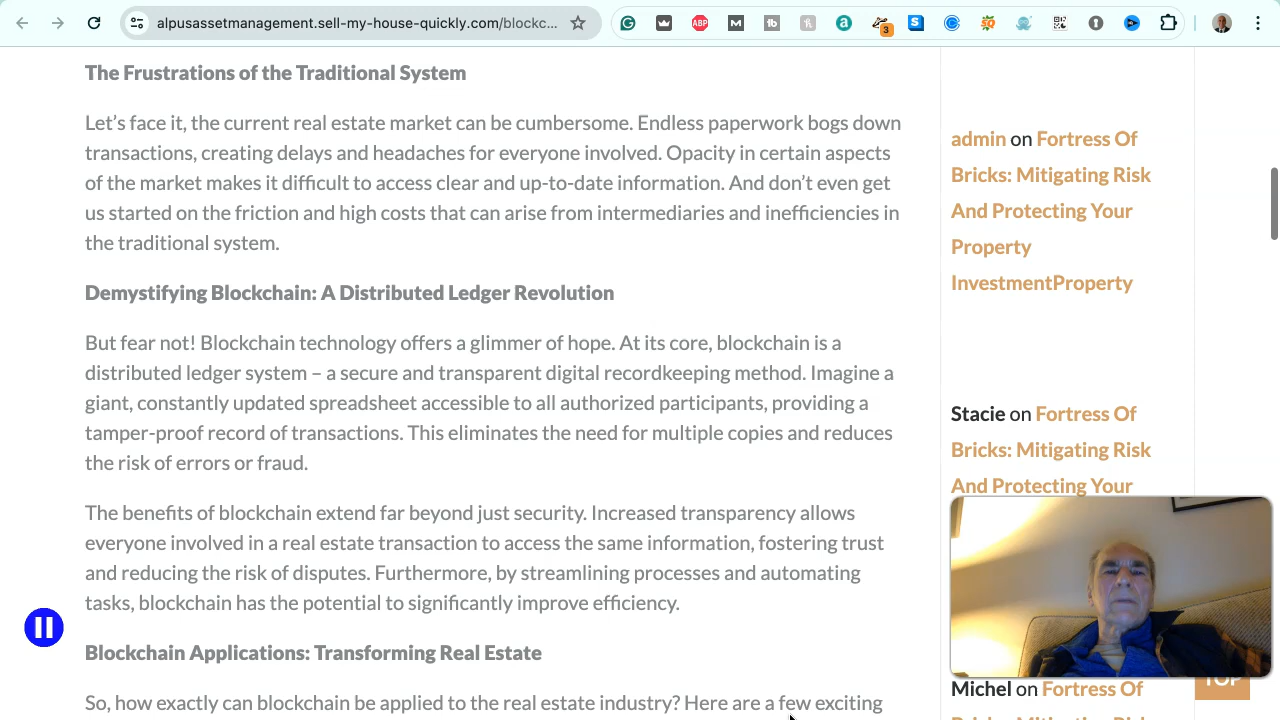 alpusassetmanagement.sell-my-house-quickly.com/blockc...
ABP
3
The Frustrations of the Traditional System
Let’s face it, the current real estate market can be cumbersome. Endless paperwork bogs down
transactions, creating delays and headaches for everyone involved. Opacity in certain aspects
of the market makes it difficult to access clear and up-to-date information. And don’t even get
us started on the friction and high costs that can arise from intermediaries and inefficiencies in
the traditional system.
Demystifying Blockchain: A Distributed Ledger Revolution
But fear not! Blockchain technology offers a glimmer of hope. At its core, blockchain is a
distributed ledger system – a secure and transparent digital recordkeeping method. Imagine a
giant, constantly updated spreadsheet accessible to all authorized participants, providing a
tamper-proof record of transactions. This eliminates the need for multiple copies and reduces
the risk of errors or fraud.
The benefits of blockchain extend far beyond just security. Increased transparency allows
everyone involved in a real estate transaction to access the same information, fostering trust
and reducing the risk of disputes. Furthermore, by streamlining processes and automating
tasks, blockchain has the potential to significantly improve efficiency.
Blockchain Applications: Transforming Real Estate
So, how exactly can blockchain be applied to the real estate industry? Here are a few exciting
admin on Fortress Of
Bricks: Mitigating Risk
And Protecting Your
Property
InvestmentProperty
Stacie on Fortress Of
Bricks: Mitigating Risk
And Protecting Your
Michel on Fortress Of
Bricks: Mitigating Risk
TOP